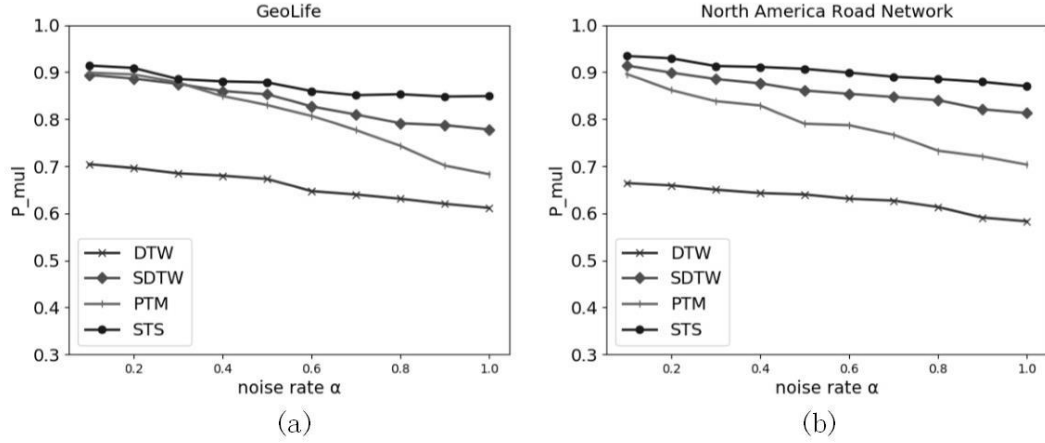 GeoLife
1.0
0.9
0.8
0.7
0.6
0.5
0.4
0.3
P_mul
DTW
SDTW
PTM
STS
0.2
0.4
0.6
0.8
1.0
noise rate α
(a)
North America Road Network
1.0
0.9
0.8
0.7
0.6
0.5
0.4
0.3
P_mul
DTW
SDTW
PTM
STS
0.2
0.4
0.6
0.8
1.0
noise rate α
(b)